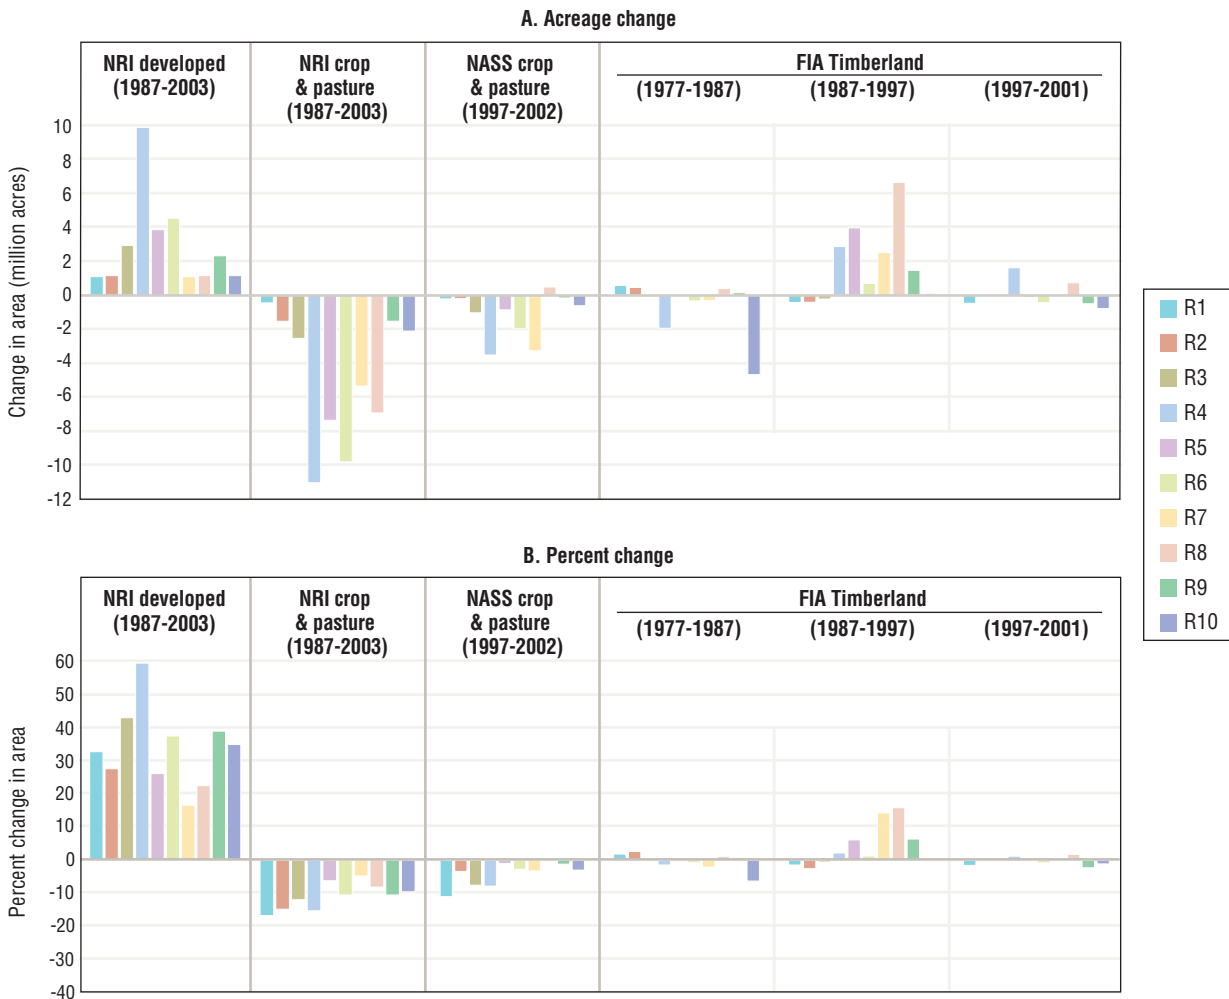 A. Acreage change
NRI developed
(1987-2003)
NRI crop
& pasture
(1987-2003)
NASS crop
& pasture
(1997-2002)
FIA Timberland
(1977-1987)
(1987-1997)
(1997-2001)
Change in area (million acres)
10
8
6
4
2
0
-2
-4
-6
-8
-10
-12
B. Percent change
NRI developed
(1987-2003)
NRI crop
& pasture
(1987-2003)
NASS crop
& pasture
(1997-2002)
FIA Timberland
(1977-1987)
(1987-1997)
(1997-2001)
Percent change in area
60
50
40
30
20
10
0
-10
-20
-30
-40
R1
R2
R3
R4
R5
R6
R7
R8
R9
R10